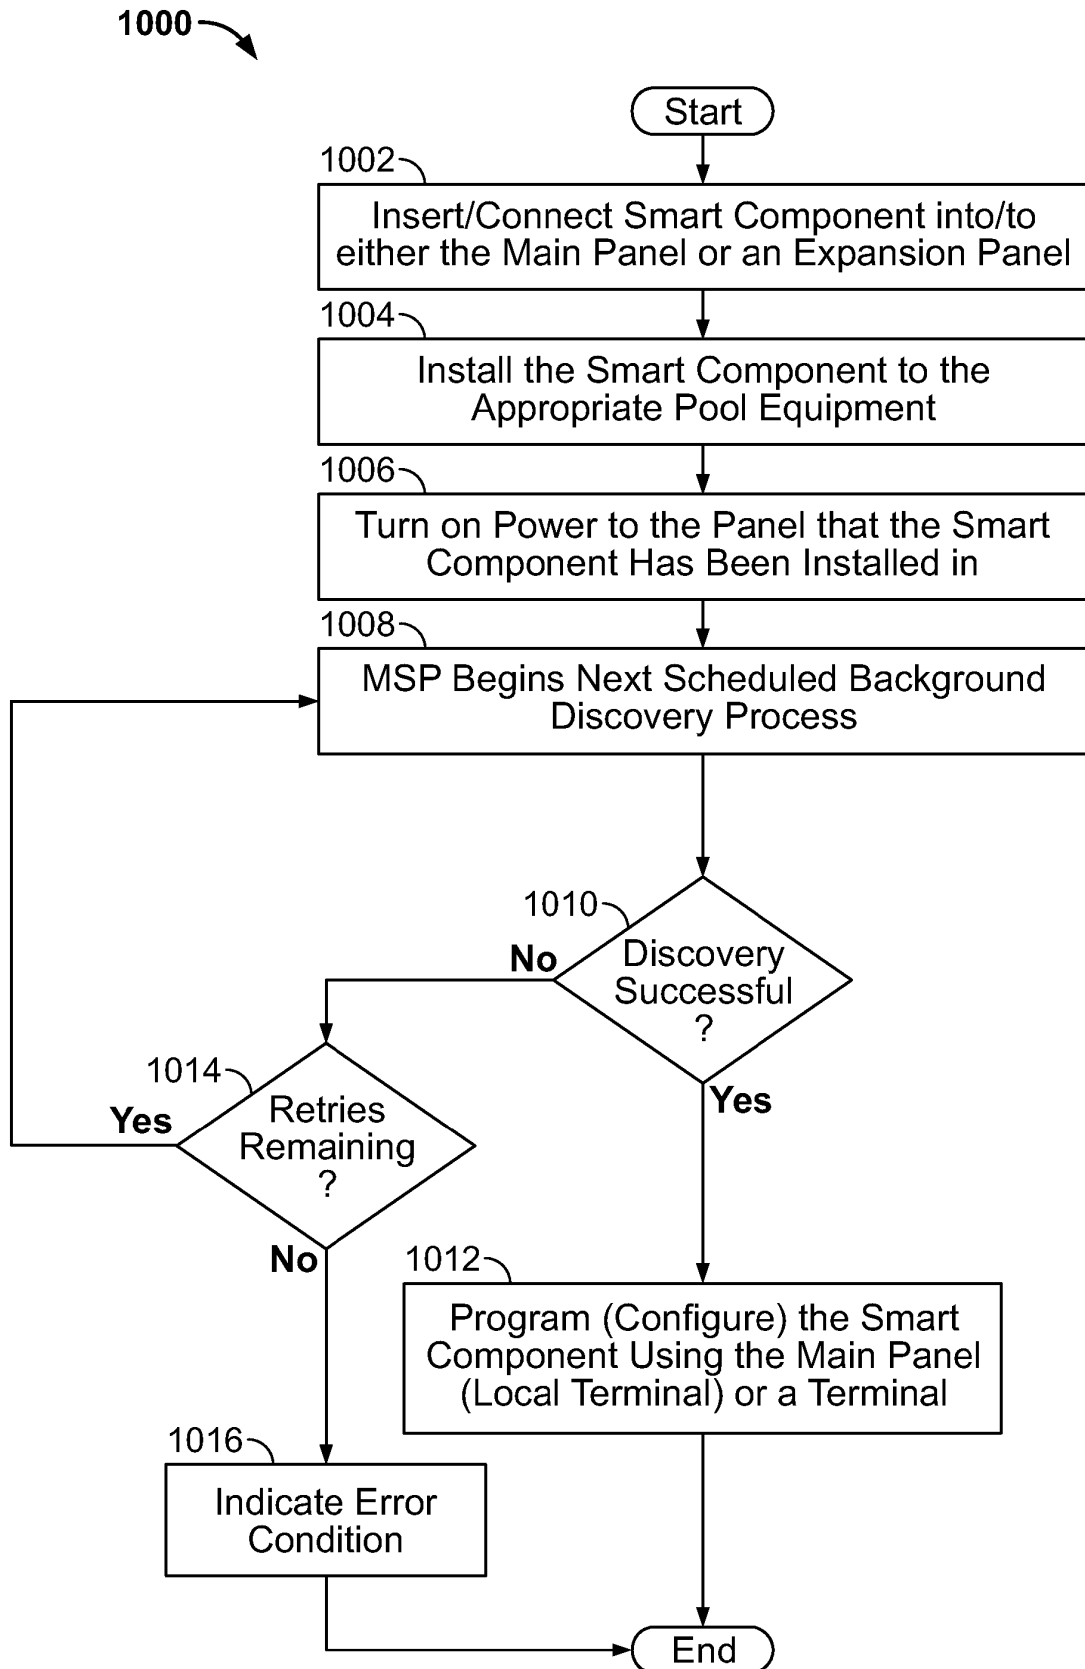 1000
Start
1002
Insert/Connect Smart Component into/to
either the Main Panel or an Expansion Panel
1004
Install the Smart Component to the
Appropriate Pool Equipment
1006
Turn on Power to the Panel that the Smart
Component Has Been Installed in
1008
MSP Begins Next Scheduled Background
Discovery Process
1010
Discovery
Successful
?
No
Yes
1014
Retries
Remaining
?
Yes
No
1012
Program (Configure) the Smart
Component Using the Main Panel
(Local Terminal) or a Terminal
1016
Indicate Error
Condition
End